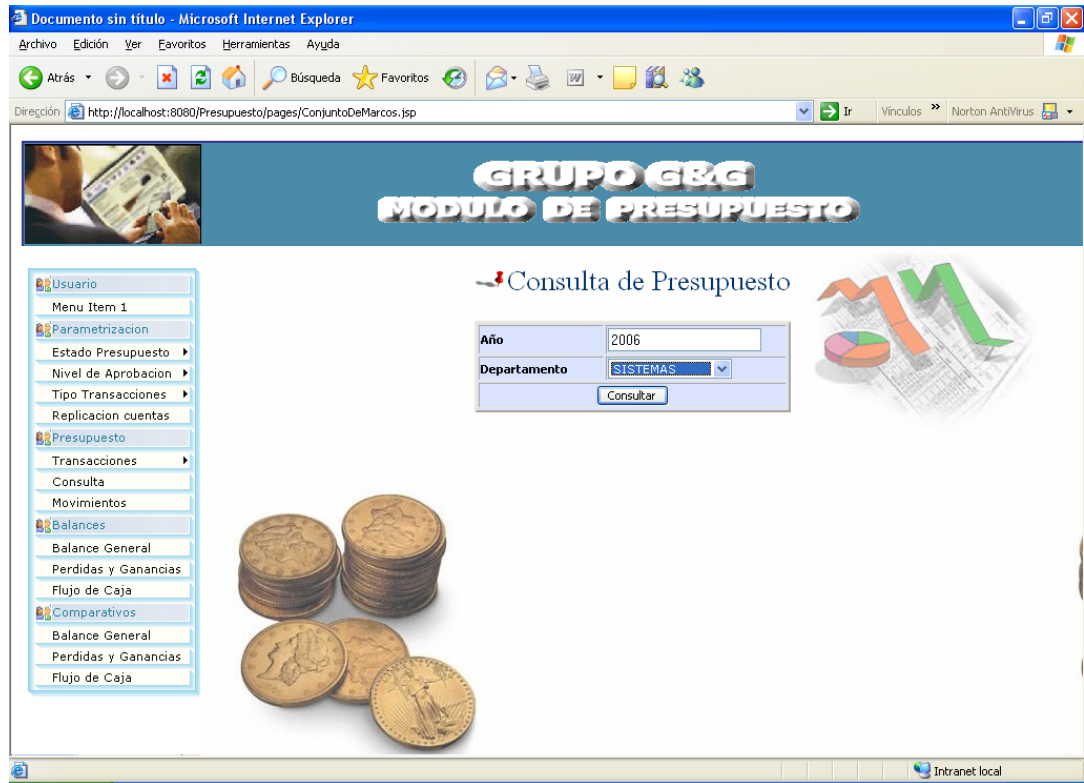 Documento sin título - Microsoft Internet Explorer
Archivo Edición Ver Favoritos Herramientas Ayuda
Atrás Búsqueda Favoritos
Dirección http://localhost:8080/Presupuesto/pages/ConjuntoDeMarcos.jsp Ir Vínculos » Norton AntiVirus
GRUPO G&G
MODULO DE PRESUPUESTO
Usuario
Menu Item 1
Parametrizacion
Estado Presupuesto
Nivel de Aprobacion
Tipo Transacciones
Replicacion cuentas
Presupuesto
Transacciones
Consulta
Movimientos
Balances
Balance General
Perdidas y Ganancias
Flujo de Caja
Comparativos
Balance General
Perdidas y Ganancias
Flujo de Caja
Consulta de Presupuesto
Año 2006
Departamento SISTEMAS
Consultar
Intranet local